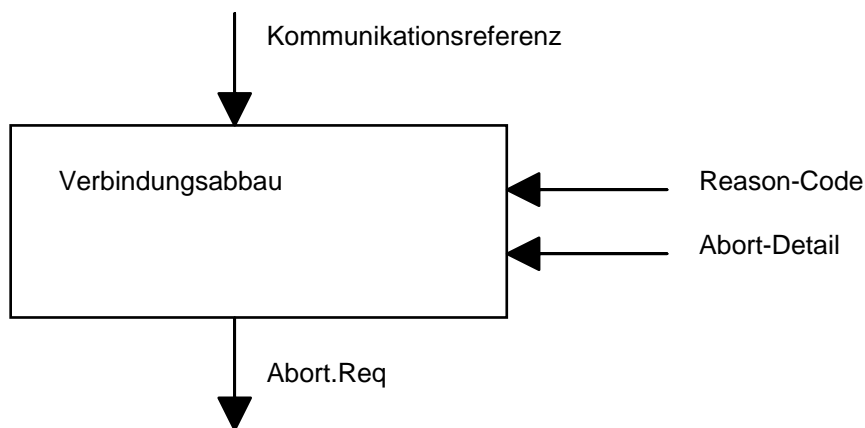 Kommunikationsreferenz
Verbindungsabbau
Reason-Code
Abort-Detail
Abort.Req